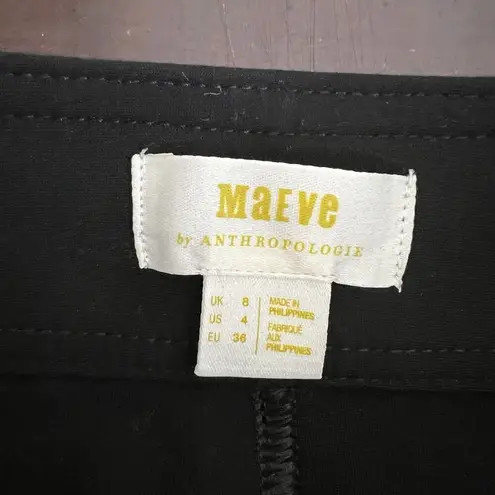 MaEve
by ANTHROPOLOGIE
UK 8
US 4
EU 36
MADE IN
PHILIPPINES
FABRIQUÉ
AUX
PHILIPPINES